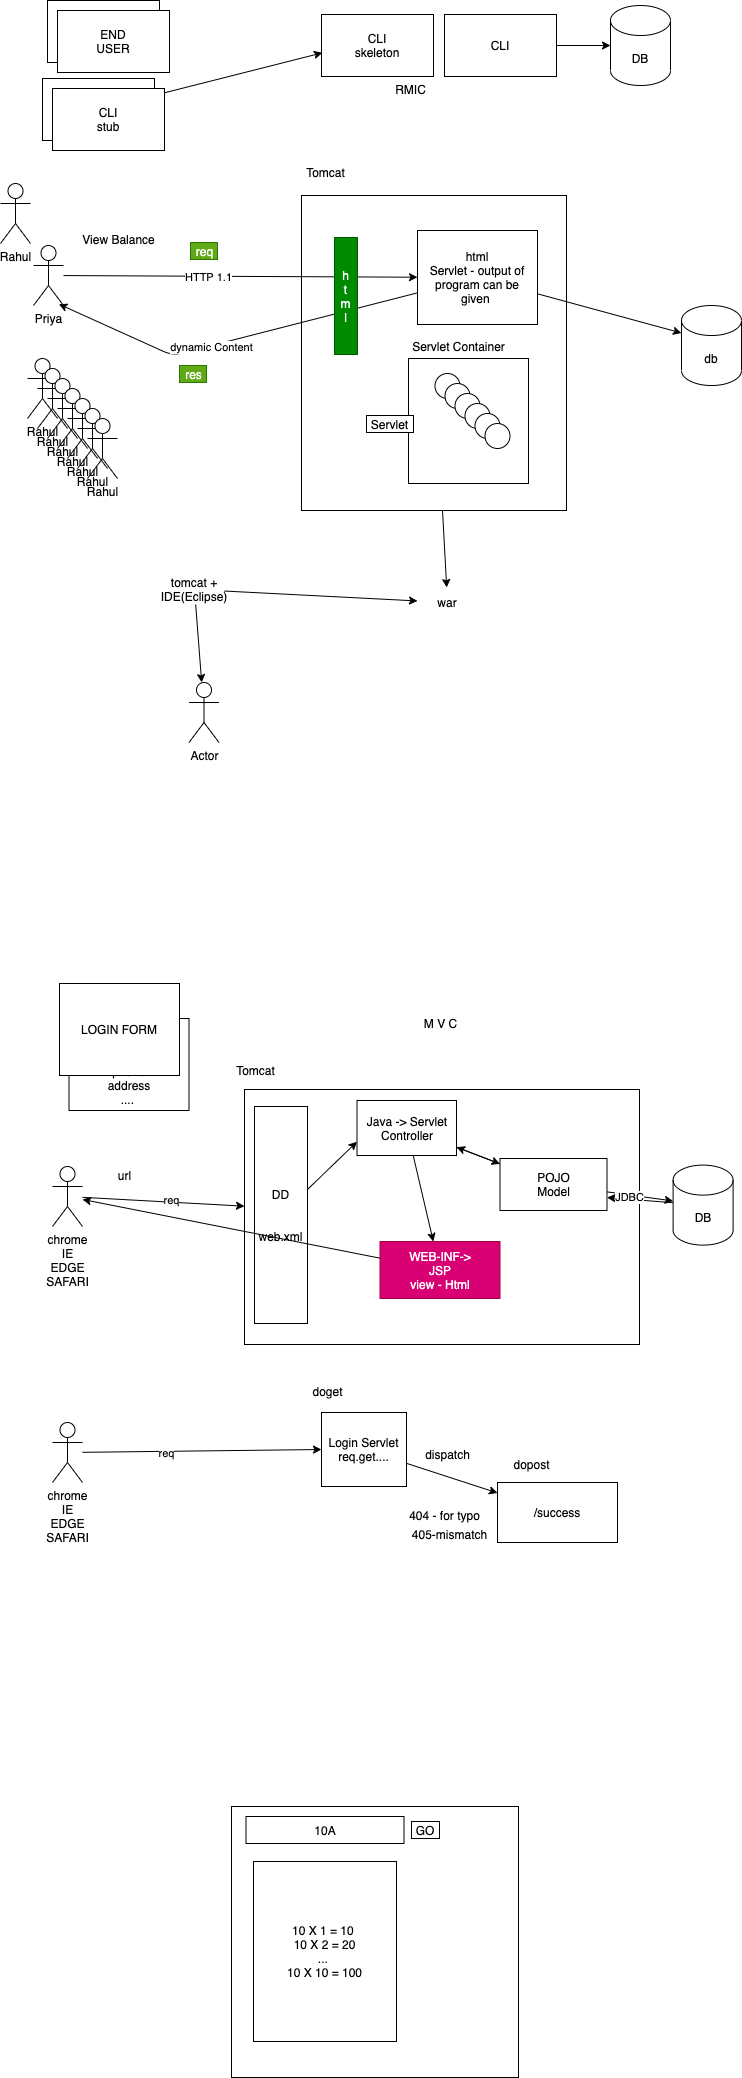 END
USER
CLI
skeleton
CLI
DB
RMIC
CLI
stub
Tomcat
Rahul
View Balance
req
HTTP 1.1
Priya
h
t
m
l
html
Servlet - output of
program can be
given
dynamic Content
res
Servlet Container
Servlet
db
Rahul
Rahul
Rahul
Rahul
Rahul
Rahul
tomcat +
IDE(Eclipse)
war
Actor
LOGIN FORM
address
....
M V C
Tomcat
Java -> Servlet
Controller
url
req
DD
web.xml
POJO
Model
JDBC
DB
chrome
IE
EDGE
SAFARI
WEB-INF->
JSP
view - Html
doget
Login Servlet
req.get....
req
dispatch
dopost
/success
404 - for typo
405-mismatch
chrome
IE
EDGE
SAFARI
10A
GO
10 X 1 = 10
10 X 2 = 20
...
10 X 10 = 100